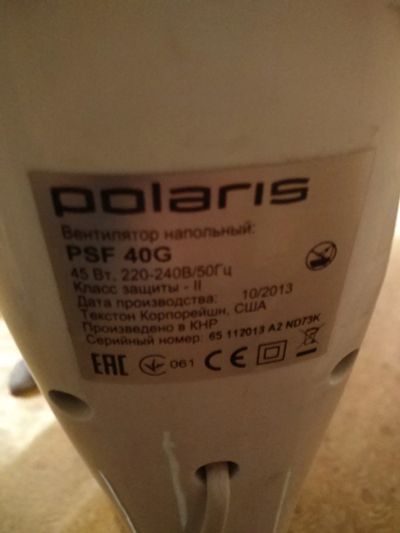 polaris
Вентилятор напольный:
PSF 40G
45 Вт, 220-240В/50Гц
Класс защиты - II
Дата производства: 10/2013
Текстон Корпорейшн, США
Произведено в КНР
Серийный номер: 65 112013 A2 ND73K
EAC 061 CE